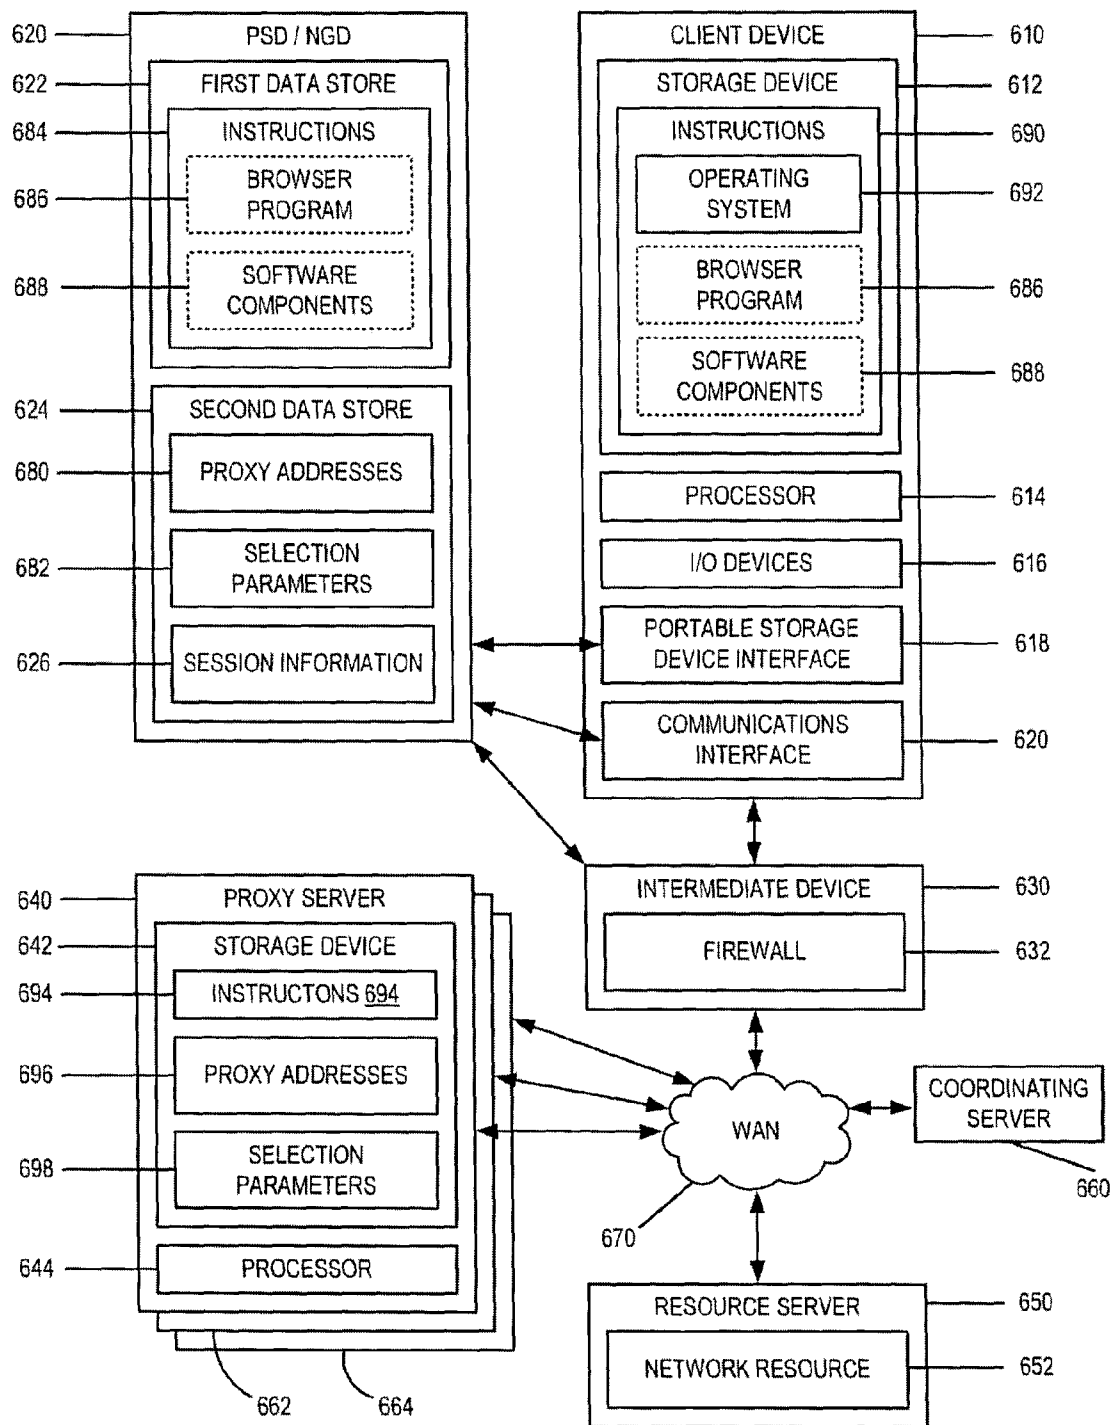 620
PSD / NGD
622
FIRST DATA STORE
684
INSTRUCTIONS
686
BROWSER
PROGRAM
688
SOFTWARE
COMPONENTS
624
SECOND DATA STORE
680
PROXY ADDRESSES
682
SELECTION
PARAMETERS
626
SESSION INFORMATION
CLIENT DEVICE
610
STORAGE DEVICE
612
INSTRUCTIONS
690
OPERATING
SYSTEM
692
BROWSER
PROGRAM
686
SOFTWARE
COMPONENTS
688
PROCESSOR
614
I/O DEVICES
616
PORTABLE STORAGE
DEVICE INTERFACE
618
COMMUNICATIONS
INTERFACE
620
640
PROXY SERVER
642
STORAGE DEVICE
694
INSTRUCTONS 694
696
PROXY ADDRESSES
698
SELECTION
PARAMETERS
644
PROCESSOR
662
664
INTERMEDIATE DEVICE
630
FIREWALL
632
WAN
670
COORDINATING
SERVER
660
RESOURCE SERVER
650
NETWORK RESOURCE
652